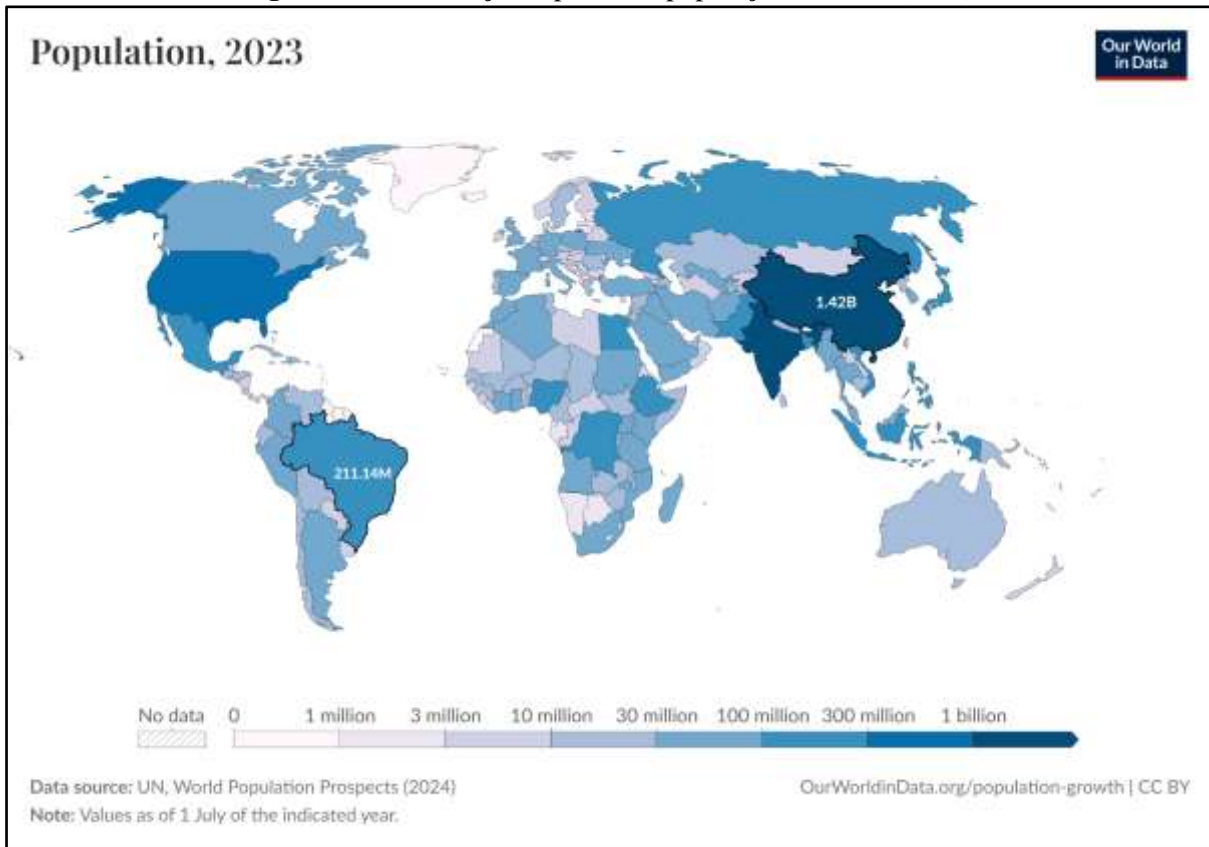 Population, 2023
Our World
in Data
1.42B
211.14M
No data
0
1 million
3 million
10 million
30 million
100 million
300 million
1 billion
Data source: UN, World Population Prospects (2024)
OurWorldinData.org/population-growth | CC BY
Note: Values as of 1 July of the indicated year.